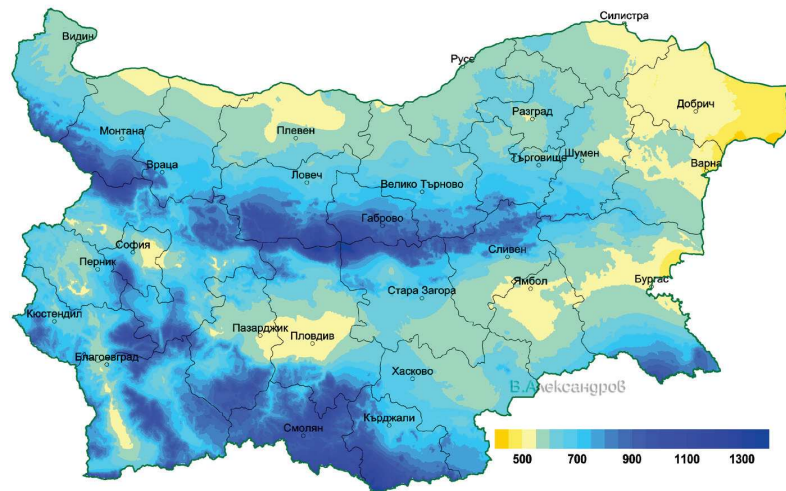 Силистра
Видин
Русе
Добрич
Разград
Монтана
Плевен
Шумен
Търговище
Варна
Враца
Ловеч
Велико Търново
Габрово
София
Сливен
Перник
Ямбол
Бургас
Стара Загора
Кюстендил
Пазарджик
Пловдив
Благоевград
Хасково
В.Александров
Кърджали
Смолян
500 700 900 1100 1300